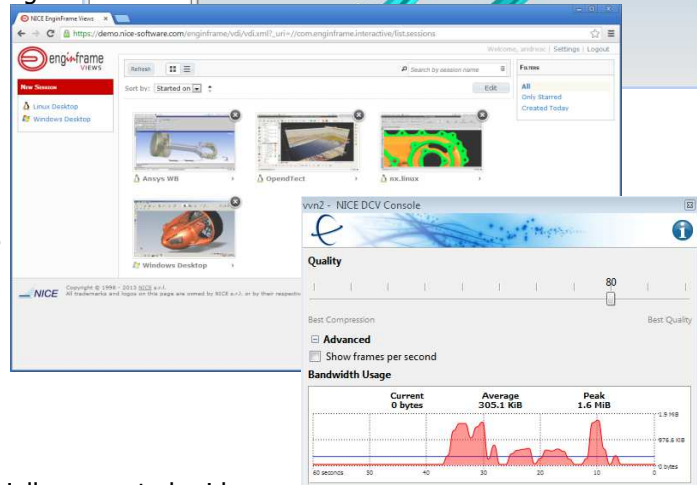 NICE EnginFrame Views
https://demo.nice-software.com/enginframe/vdi/vdi.xml?_uri=//com.enginframe.interactive/list.sessions
Welcome, andreac | Settings | Logout
enginframe
VIEWS
Refresh
Search by session name
Filters
New Session
Sort by: Started on
Edit
All
Only Starred
Created Today
Linux Desktop
Windows Desktop
Ansys WB
OpendTect
nx.linux
Windows Desktop
NICE
Copyright © 1998 - 2013 NICE s.r.l.
All trademarks and logos on this page are owned by NICE s.r.l. or by their respective
vvn2 - NICE DCV Console
Quality
80
Best Compression Best Quality
Advanced
Show frames per second
Bandwidth Usage
Current Average Peak
0 bytes 305.1 KiB 1.6 MiB
1.9 MiB
976.6 KiB
0 bytes
60 seconds 50 40 30 20 10 0